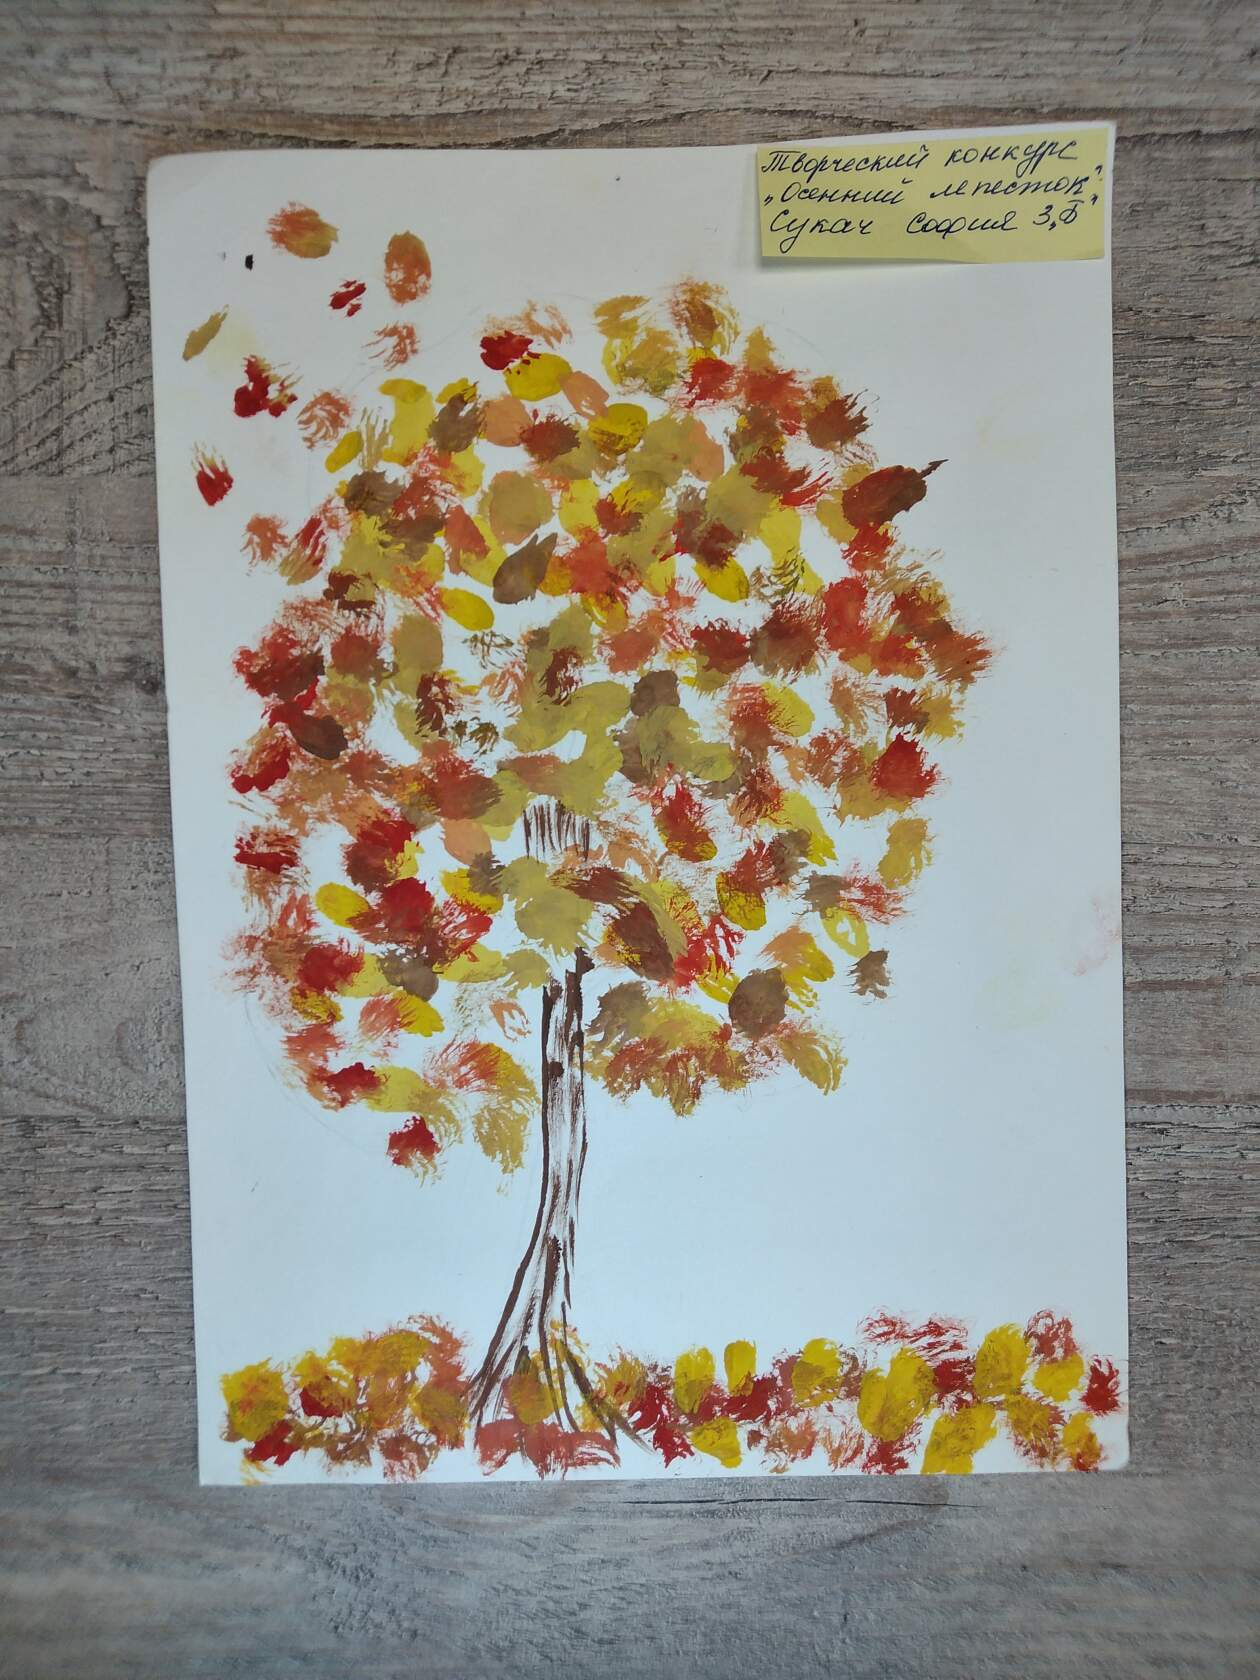 Творческий конкурс
„Осенний лепесток".
Сукач София 3„Б"